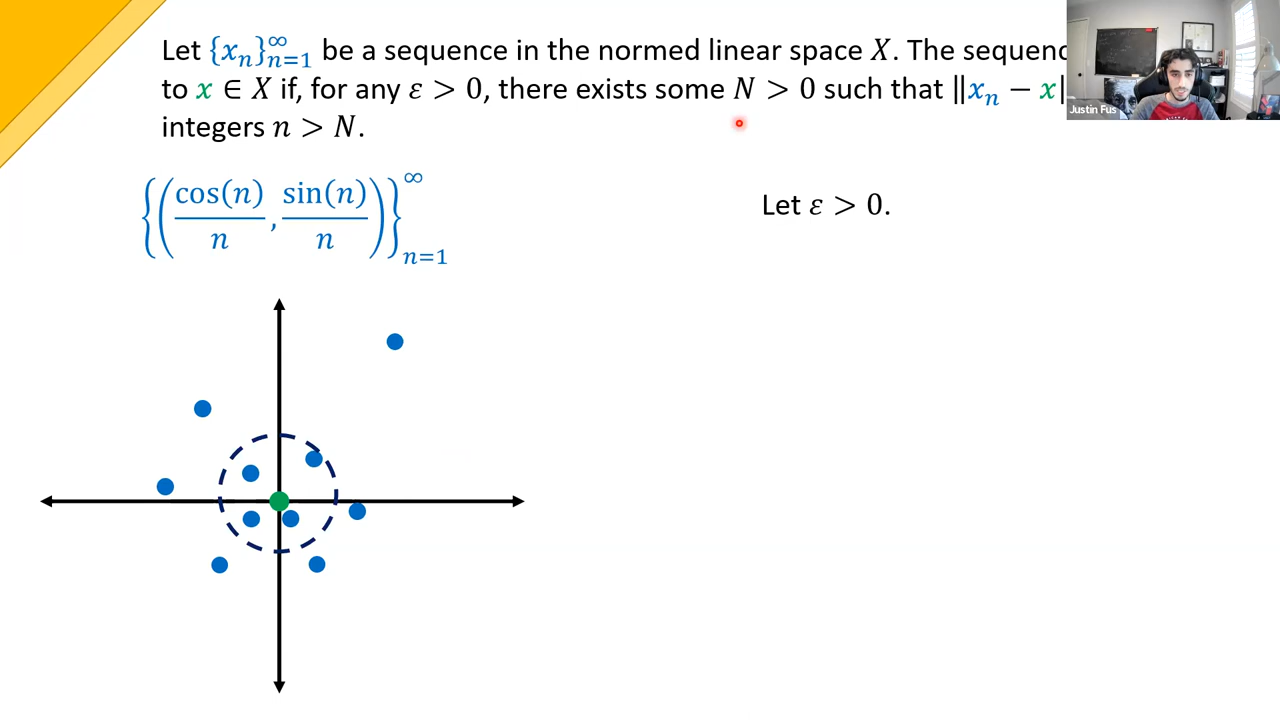 Let {xₙ}ₙ₌₁^∞ be a sequence in the normed linear space X. The sequenc
to x ∈ X if, for any ε > 0, there exists some N > 0 such that ‖xₙ − x|
integers n > N.
{(cos(n)/n, sin(n)/n)}ₙ₌₁^∞
Let ε > 0.
Justin Fus